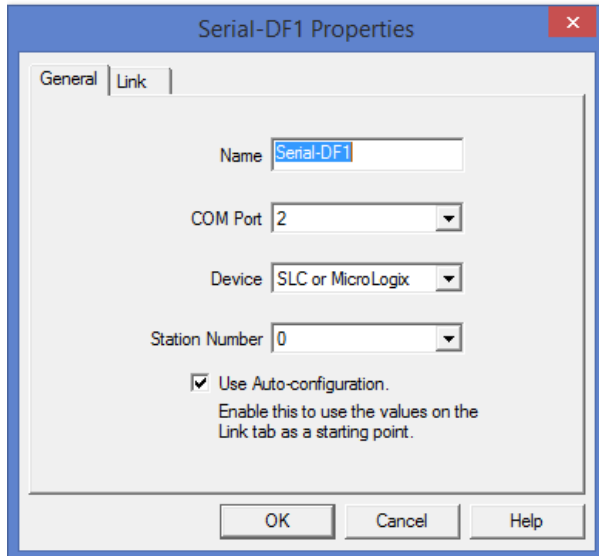 Serial-DF1 Properties
General
Link
Name Serial-DF1
COM Port 2
Device SLC or MicroLogix
Station Number 0
Use Auto-configuration.
Enable this to use the values on the
Link tab as a starting point.
OK Cancel Help